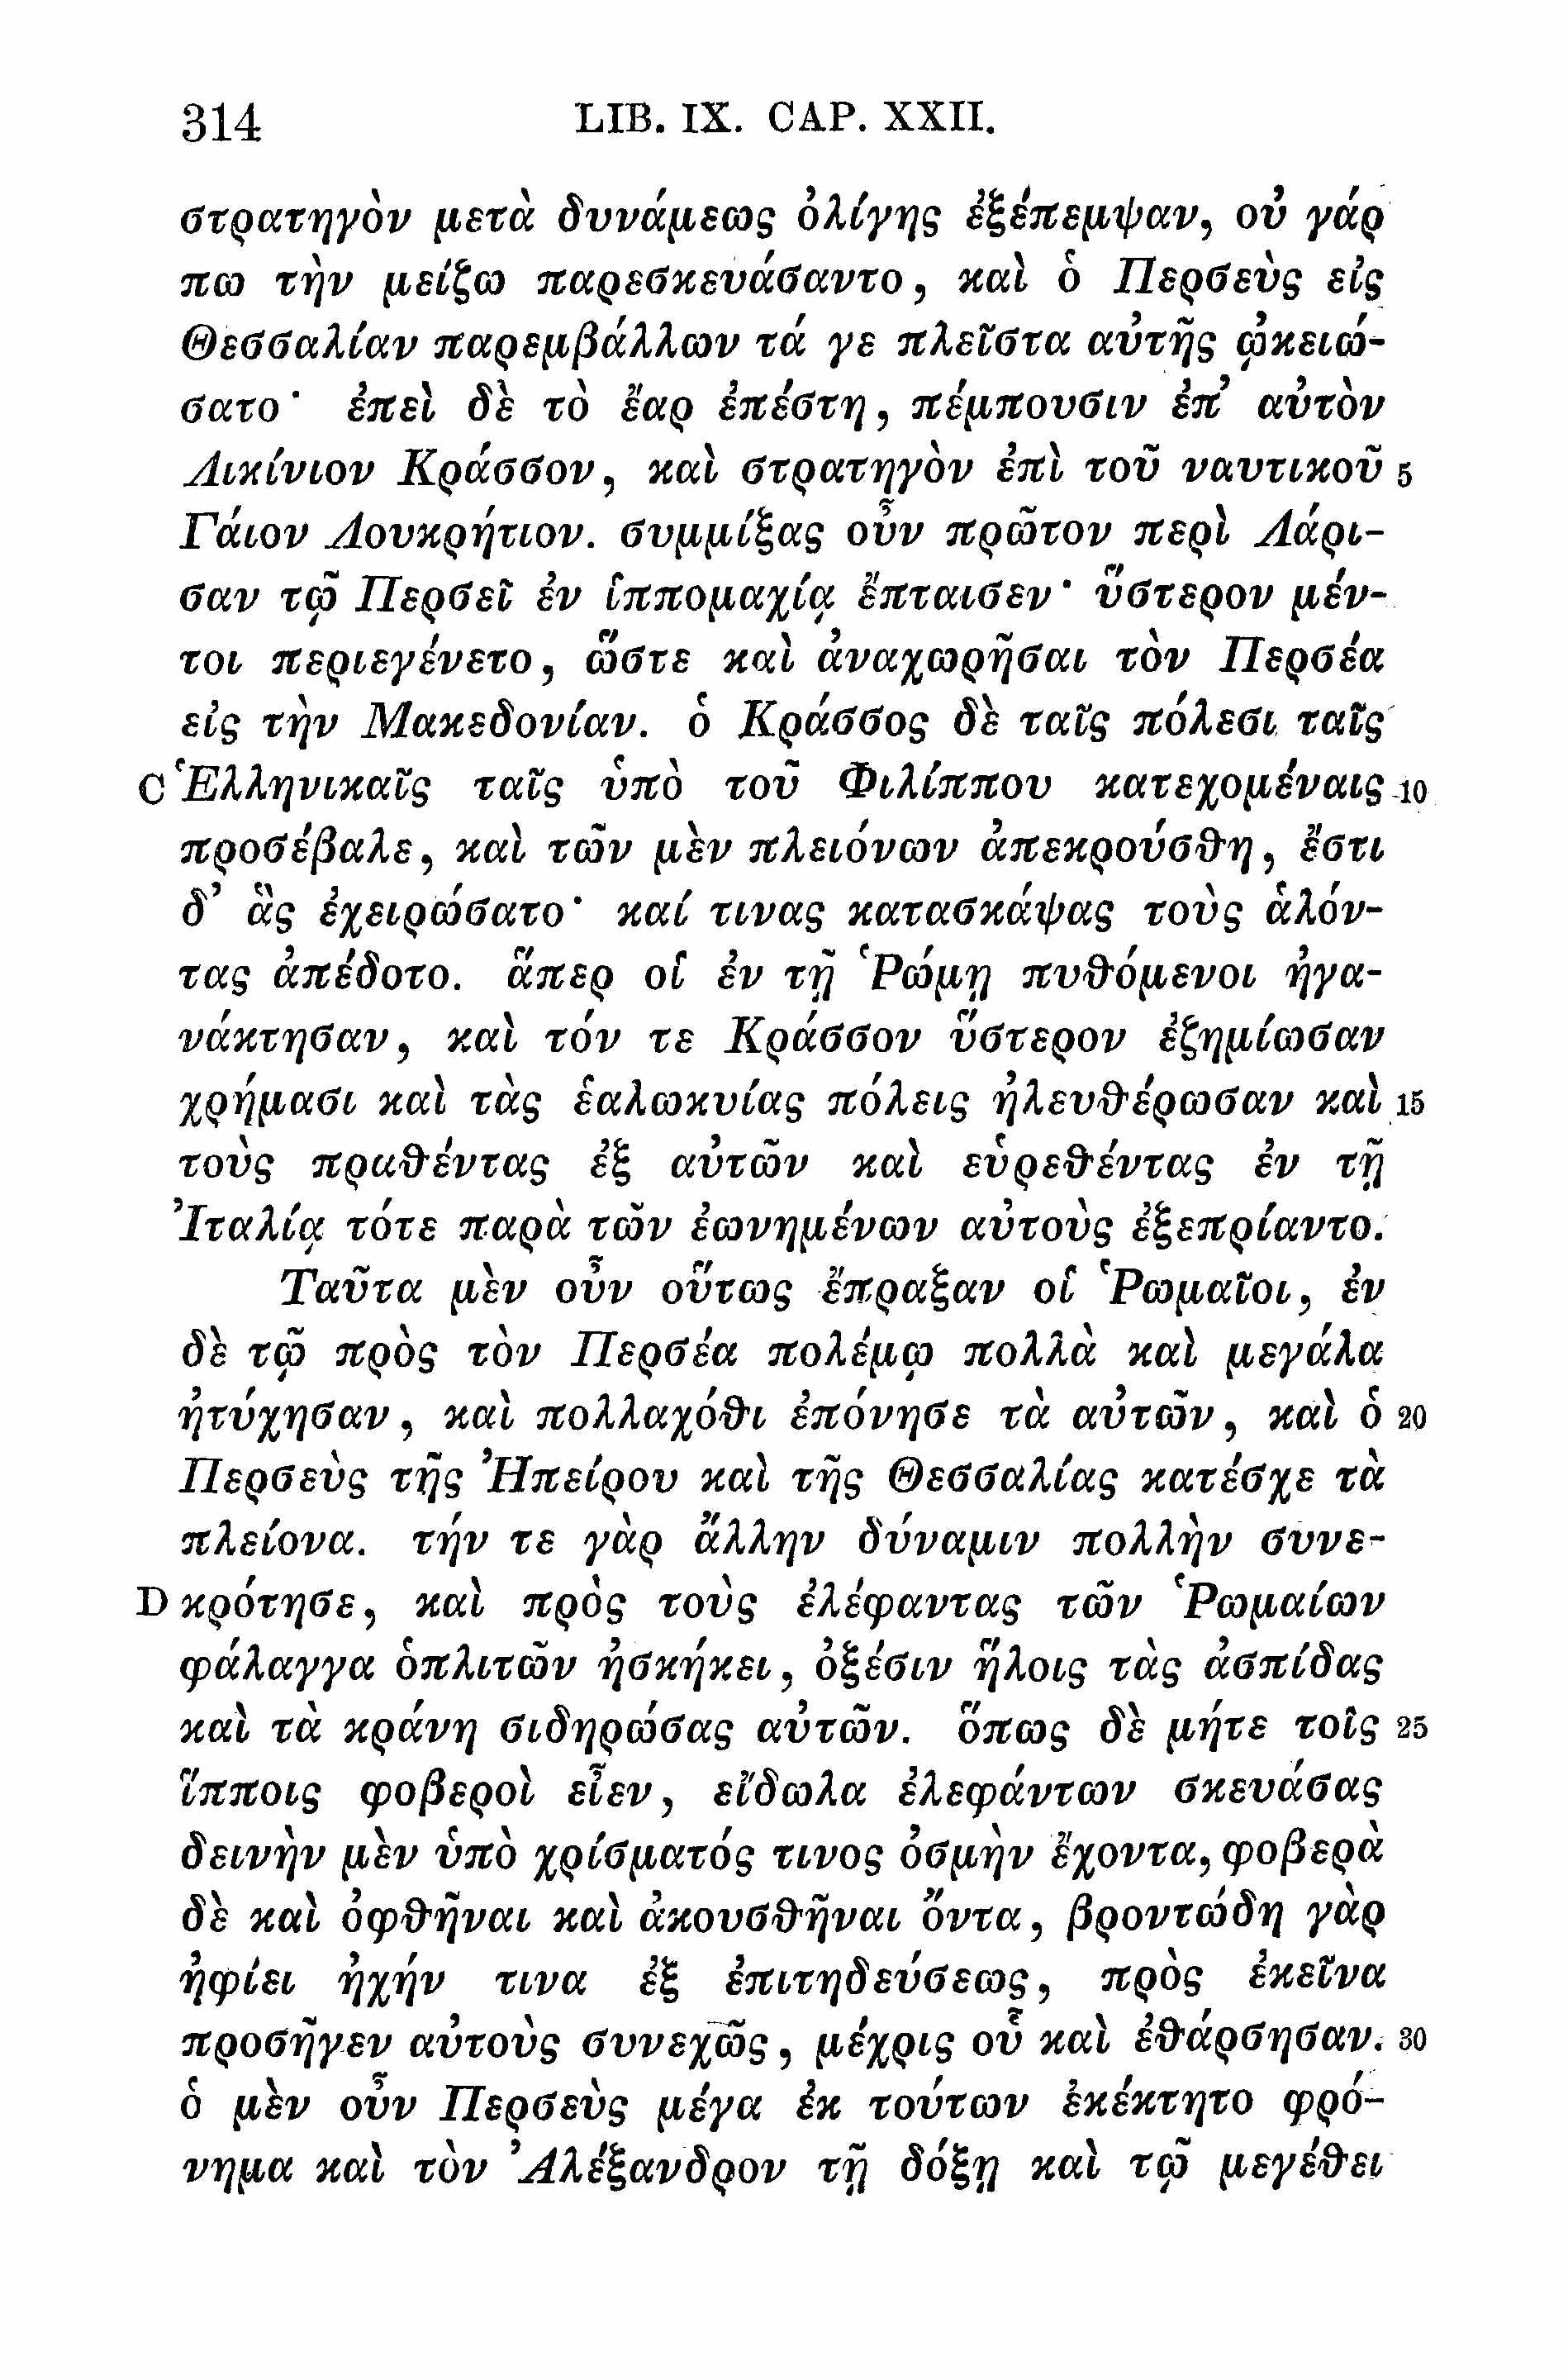 314 LIB. IX. CAP. XXII.
στρατηγὸν μετὰ δυνάμεως ὀλίγης ἐξέπεμψαν, οὐ γάρ
πω τὴν μείζω παρεσκευάσαντο, καὶ ὁ Περσεὺς εἰς
Θεσσαλίαν παρεμβάλλων τά γε πλεῖστα αὐτῆς ᾠκειώ-
σατο· ἐπεὶ δὲ τὸ ἔαρ ἐπέστη, πέμπουσιν ἐπ’ αὐτὸν
Λικίνιον Κράσσον, καὶ στρατηγὸν ἐπὶ τοῦ ναυτικοῦ 5
Γάιον Λουκρήτιον. συμμίξας οὖν πρῶτον περὶ Λάρι-
σαν τῷ Περσεῖ ἐν ἱππομαχίᾳ ἔπταισεν· ὕστερον μέν-
τοι περιεγένετο, ὥστε καὶ ἀναχωρῆσαι τὸν Περσέα
εἰς τὴν Μακεδονίαν. ὁ Κράσσος δὲ ταῖς πόλεσι ταῖς
C Ἑλληνικαῖς ταῖς ὑπὸ τοῦ Φιλίππου κατεχομέναις 10
προσέβαλε, καὶ τῶν μὲν πλειόνων ἀπεκρούσθη, ἔστι
δ’ ἃς ἐχειρώσατο· καί τινας κατασκάψας τοὺς ἁλόν-
τας ἀπέδοτο. ἅπερ οἱ ἐν τῇ Ῥώμῃ πυθόμενοι ἠγα-
νάκτησαν, καὶ τόν τε Κράσσον ὕστερον ἐζημίωσαν
χρήμασι καὶ τὰς ἑαλωκυίας πόλεις ἠλευθέρωσαν καὶ 15
τοὺς πραθέντας ἐξ αὐτῶν καὶ εὑρεθέντας ἐν τῇ
Ἰταλίᾳ τότε παρὰ τῶν ἐωνημένων αὐτοὺς ἐξεπρίαντο.
Ταῦτα μὲν οὖν οὕτως ἔπραξαν οἱ Ῥωμαῖοι, ἐν
δὲ τῷ πρὸς τὸν Περσέα πολέμῳ πολλὰ καὶ μεγάλα
ἠτύχησαν, καὶ πολλαχόθι ἐπόνησε τὰ αὐτῶν, καὶ ὁ 20
Περσεὺς τῆς Ἠπείρου καὶ τῆς Θεσσαλίας κατέσχε τὰ
πλείονα. τήν τε γὰρ ἄλλην δύναμιν πολλὴν συνε-
D κρότησε, καὶ πρὸς τοὺς ἐλέφαντας τῶν Ῥωμαίων
φάλαγγα ὁπλιτῶν ἠσκήκει, ὀξέσιν ἥλοις τὰς ἀσπίδας
καὶ τὰ κράνη σιδηρώσας αὐτῶν. ὅπως δὲ μήτε τοῖς 25
ἵπποις φοβεροὶ εἶεν, εἴδωλα ἐλεφάντων σκευάσας
δεινὴν μὲν ὑπὸ χρίσματός τινος ὀσμὴν ἔχοντα, φοβερὰ
δὲ καὶ ὀφθῆναι καὶ ἀκουσθῆναι ὄντα, βροντώδη γὰρ
ἠφίει ἠχήν τινα ἐξ ἐπιτηδεύσεως, πρὸς ἐκεῖνα
προσῆγεν αὐτοὺς συνεχῶς, μέχρις οὗ καὶ ἐθάρσησαν. 30
ὁ μὲν οὖν Περσεὺς μέγα ἐκ τούτων ἐκέκτητο φρό-
νημα καὶ τὸν Ἀλέξανδρον τῇ δόξῃ καὶ τῷ μεγέθει